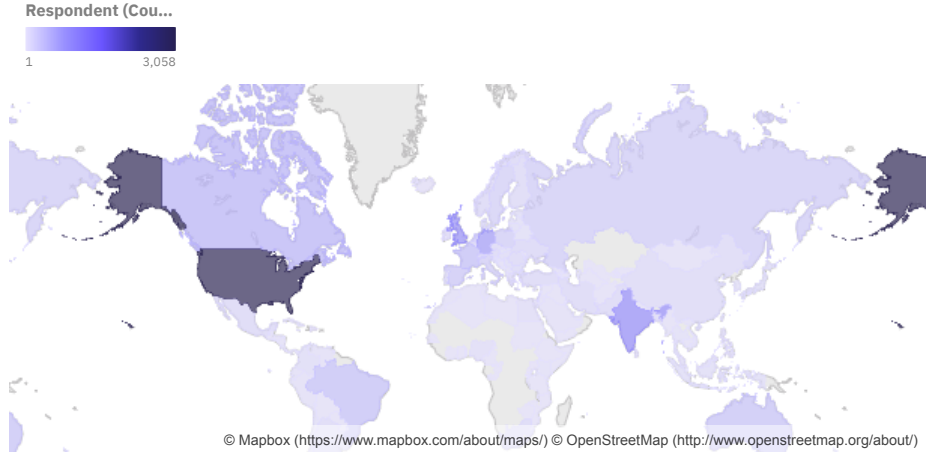 Respondent (Cou...
1 3,058
© Mapbox (https://www.mapbox.com/about/maps/) © OpenStreetMap (http://www.openstreetmap.org/about/)